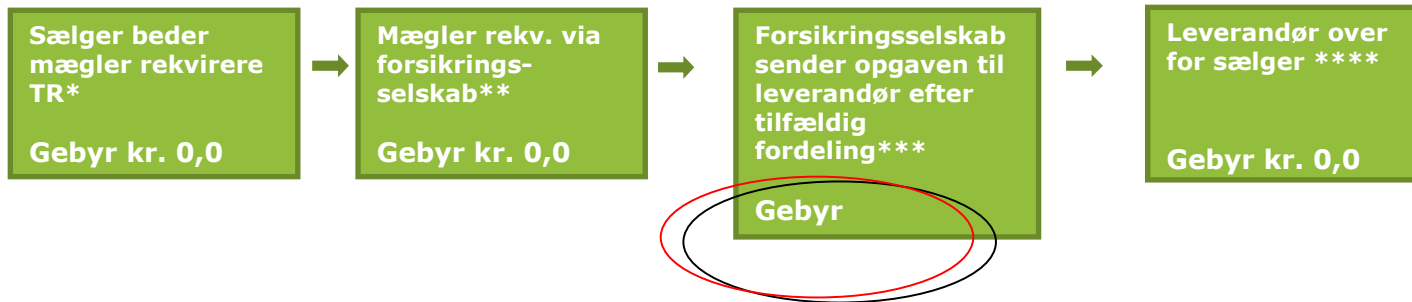 Sælger beder
mægler rekvirere
TR*
Gebyr kr. 0,0
Mægler rekv. via
forsikrings-
selskab**
Gebyr kr. 0,0
Forsikringsselskab
sender opgaven til
leverandør efter
tilfældig
fordeling***
Gebyr
Leverandør over
for sælger ****
Gebyr kr. 0,0